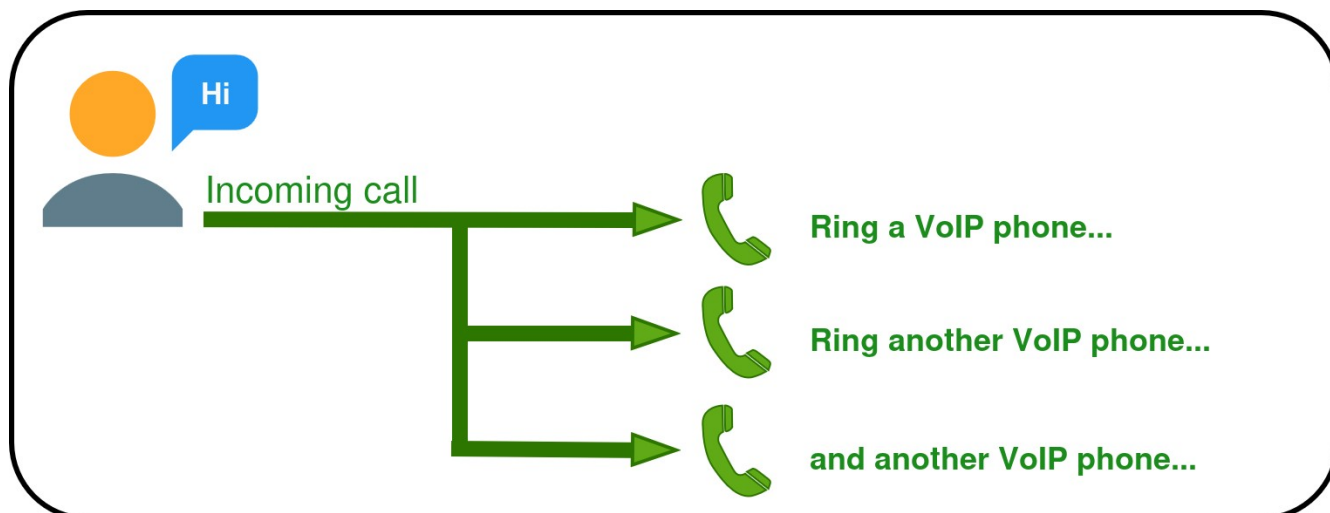 Hi
Incoming call
Ring a VoIP phone...
Ring another VoIP phone...
and another VoIP phone...